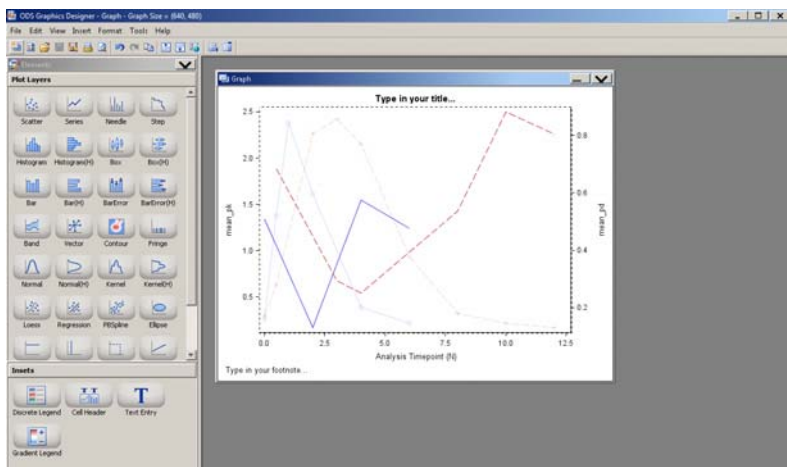 ODS Graphics Designer - Graph - Graph Size = (640, 480)
File Edit View Insert Format Tools Help
Elements
Plot Layers
Scatter Series Needle Step
Histogram Histogram(H) Box Box(H)
Bar Bar(H) BarError BarError(H)
Band Vector Contour Fringe
Normal Normal(H) Kernel Kernel(H)
Loess Regression PBSpline Ellipse
Insets
Discrete Legend Cell Header Text Entry
Gradient Legend
Graph
Type in your title...
2.5
2.0
1.5
1.0
0.5
mean_pk
0.8
0.6
0.4
0.2
mean_pd
0.0 2.5 5.0 7.5 10.0 12.5
Analysis Timepoint (N)
Type in your footnote...